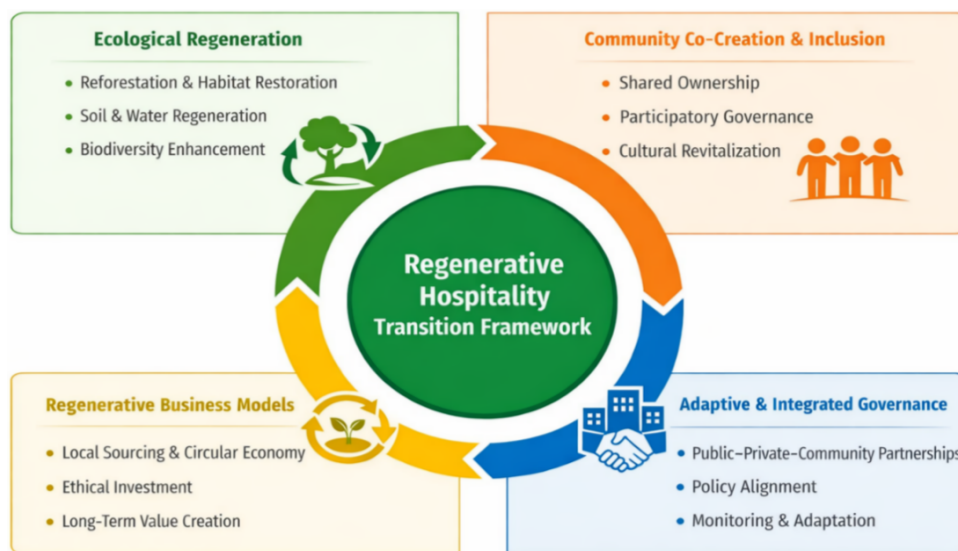 Ecological Regeneration
• Reforestation & Habitat Restoration
• Soil & Water Regeneration
• Biodiversity Enhancement
Community Co-Creation & Inclusion
• Shared Ownership
• Participatory Governance
• Cultural Revitalization
Regenerative
Hospitality
Transition Framework
Regenerative Business Models
• Local Sourcing & Circular Economy
• Ethical Investment
• Long-Term Value Creation
Adaptive & Integrated Governance
• Public–Private–Community Partnerships
• Policy Alignment
• Monitoring & Adaptation